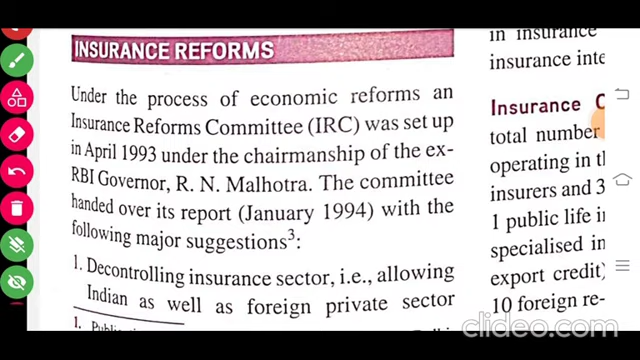 INSURANCE REFORMS
Under the process of economic reforms an
Insurance Reforms Committee (IRC) was set up
in April 1993 under the chairmanship of the ex-
RBI Governor, R. N. Malhotra. The committee
handed over its report (January 1994) with the
following major suggestions3:
1. Decontrolling insurance sector, i.e., allowing
Indian as well as foreign private sector
1.
in insurance
insurance inte
Insurance C
total number
operating in th
insurers and 3
1 public life in
specialised in
export credit)
10 foreign re-
clideo.com